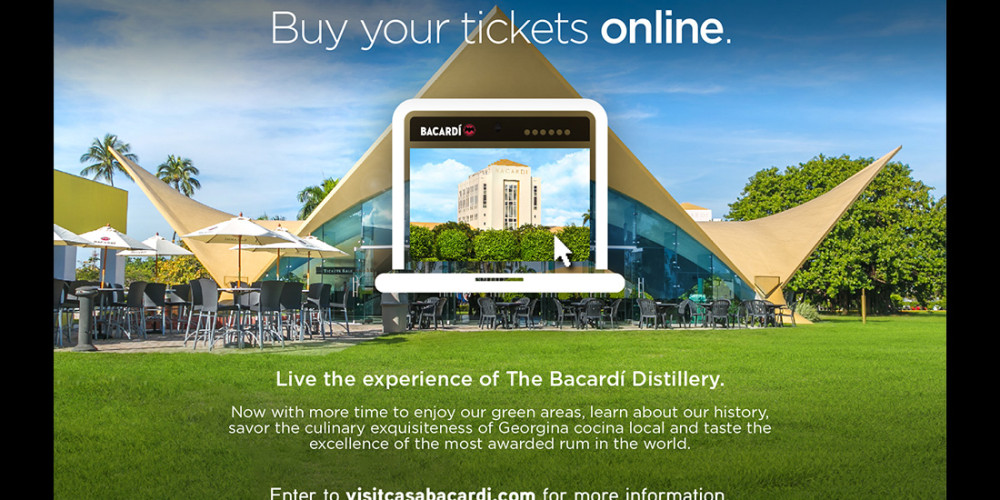 Buy your tickets online.
BACARDÍ
BACARDÍ
Live the experience of The Bacardí Distillery.
Now with more time to enjoy our green areas, learn about our history,
savor the culinary exquisiteness of Georgina cocina local and taste the
excellence of the most awarded rum in the world.
Enter to visitcasabacardi.com for more information.